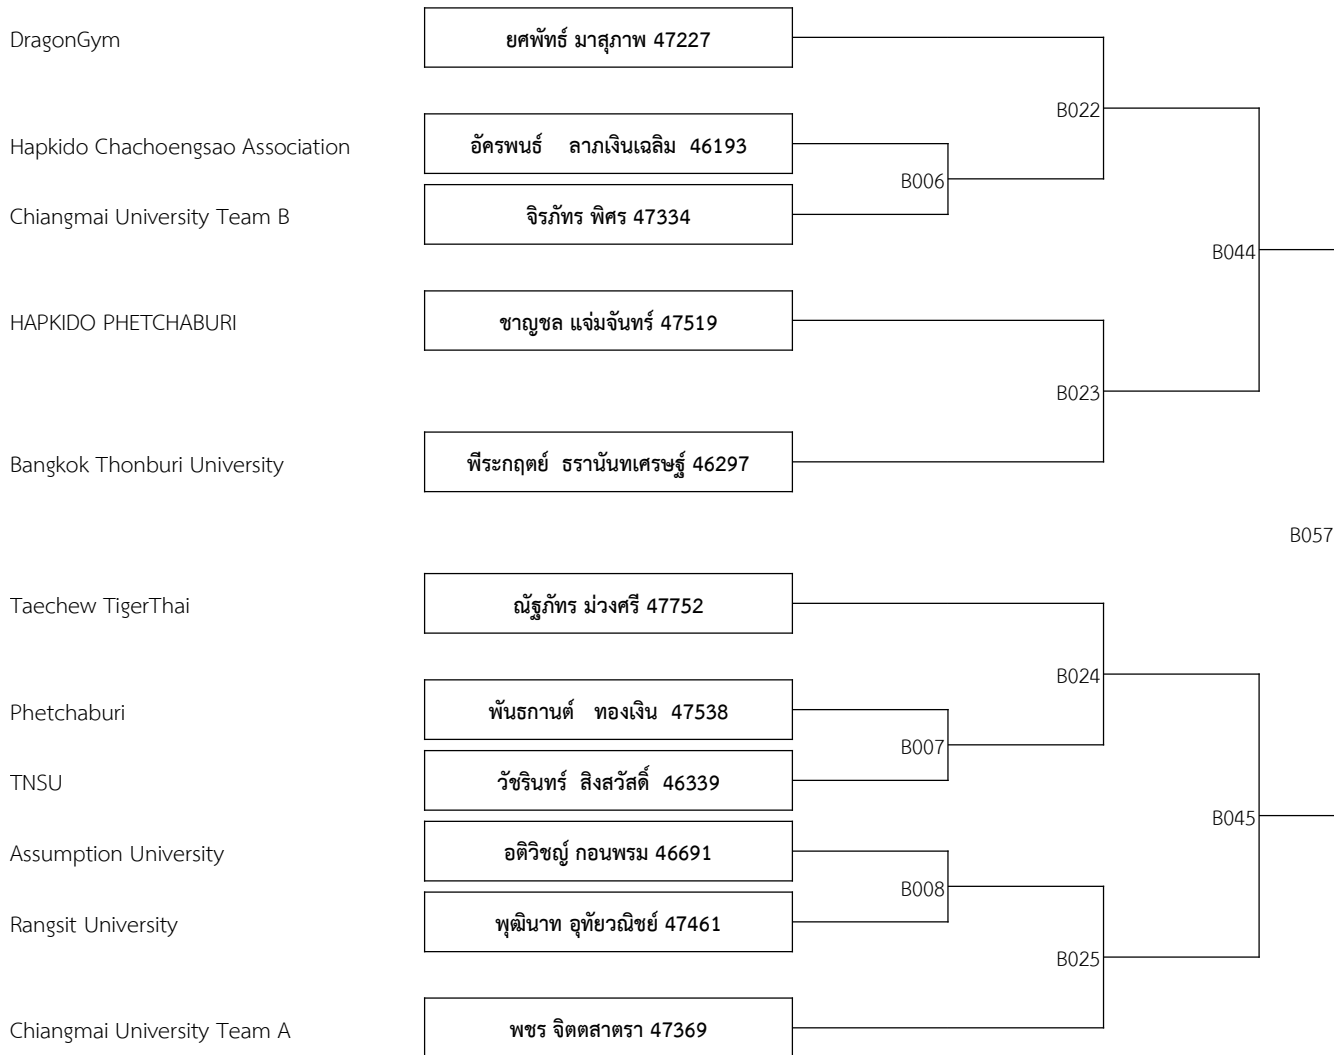 DragonGym ยศพัทธ์ มาสุภาพ 47227
B022
Hapkido Chachoengsao Association อัครพนธ์ ลาภเงินเฉลิม 46193
B006
Chiangmai University Team B จิรภัทร พิศร 47334
B044
HAPKIDO PHETCHABURI ชาญชล แจ่มจันทร์ 47519
B023
Bangkok Thonburi University พีระกฤตย์ ธรานันทเศรษฐ์ 46297
B057
Taechew TigerThai ณัฐภัทร ม่วงศรี 47752
B024
Phetchaburi พันธกานต์ ทองเงิน 47538
B007
TNSU วัชรินทร์ สิงสวัสดิ์ 46339
B045
Assumption University อติวิชญ์ กอนพรม 46691
B008
Rangsit University พุฒินาท อุทัยวณิชย์ 47461
B025
Chiangmai University Team A พชร จิตตสาตรา 47369